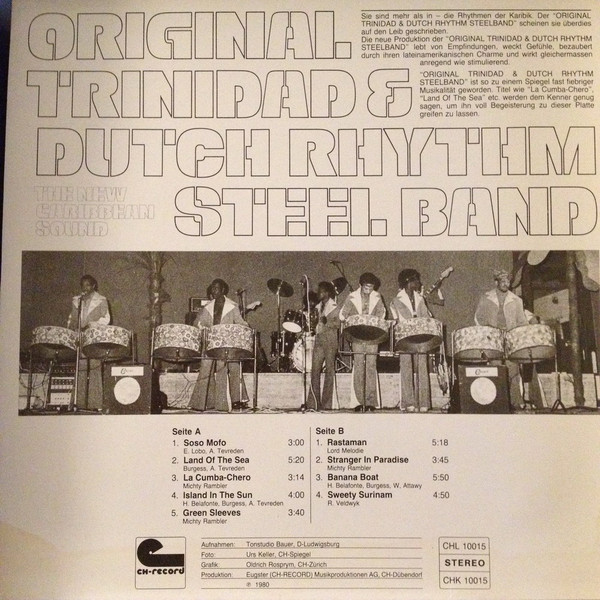 ORIGINAL
TRINIDAD &
DUTCH RHYTHM
STEEL BAND
THE NEW
CARIBBEAN
SOUND
Sie sind mehr als in – die Rhythmen der Karibik. Der "ORIGINAL
TRINIDAD & DUTCH RHYTHM STEELBAND" scheinen sie überdies
auf den Leib geschrieben.
Die neue Produktion der "ORIGINAL TRINIDAD & DUTCH RHYTHM
STEELBAND" lebt von Empfindungen, weckt Gefühle, bezaubert
durch ihren lateinamerikanischen Charme und wirkt gleichermassen
anregend wie stimulierend.
"ORIGINAL TRINIDAD & DUTCH RHYTHM
STEELBAND" ist so zu einem Spiegel fast fiebriger
Musikalität geworden. Titel wie "La Cumba-Chero",
"Land Of The Sea" etc. werden dem Kenner genug
sagen, um ihn voll Begeisterung zu dieser Platte
greifen zu lassen.
Seite A
1. Soso Mofo 3:00
E. Lobo, A. Tevreden
2. Land Of The Sea 5:20
Burgess, A. Tevreden
3. La Cumba-Chero 3:14
Michty Rambler
4. Island In The Sun 4:00
H. Belafonte, Burgess, A. Tevreden
5. Green Sleeves 3:40
Michty Rambler
Seite B
1. Rastaman 5:18
Lord Melodie
2. Stranger In Paradise 3:45
Michty Rambler
3. Banana Boat 5:50
H. Belafonte, Burgess, W. Attawy
4. Sweety Surinam 4:50
R. Veldwyk
CH-record
Aufnahmen: Tonstudio Bauer, D-Ludwigsburg
Foto: Urs Keller, CH-Spiegel
Grafik: Oldrich Rosprym, CH-Zürich
Produktion: Eugster (CH-RECORD) Musikproduktionen AG, CH-Dübendorf
℗ 1980
CHL 10015
STEREO
CHK 10015